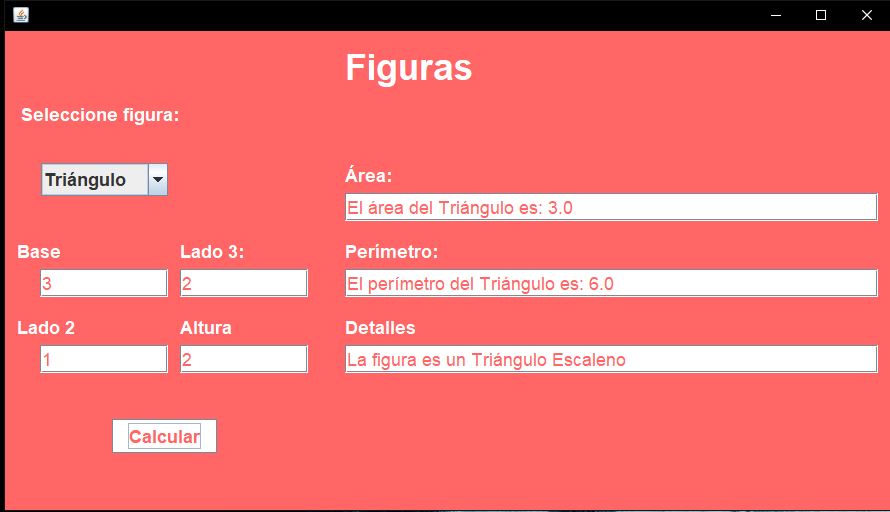 Figuras
Seleccione figura:
Triángulo
Área:
El área del Triángulo es: 3.0
Base
Lado 3:
Perímetro:
3
2
El perímetro del Triángulo es: 6.0
Lado 2
Altura
Detalles
1
2
La figura es un Triángulo Escaleno
Calcular